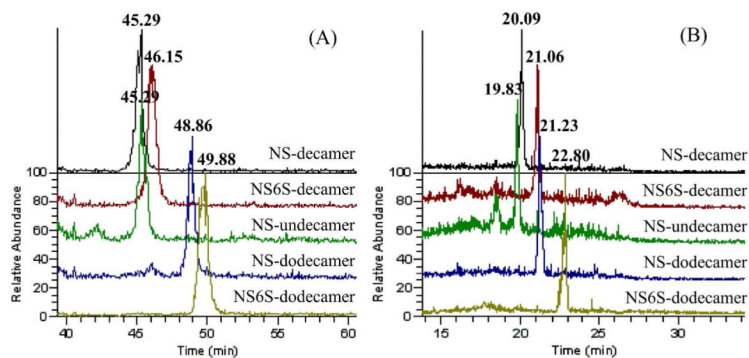 (A)
45.29
46.15
45.29
48.86
49.88
NS-decamer
NS6S-decamer
NS-undecamer
NS-dodecamer
NS6S-dodecamer
Relative Abundance
100
80
60
40
20
0
40 45 50 55 60
Time (min)
(B)
20.09
21.06
19.83
21.23
22.80
NS-decamer
NS6S-decamer
NS-undecamer
NS-dodecamer
NS6S-dodecamer
Relative Abundance
100
80
60
40
20
0
15 20 25 30
Time (min)